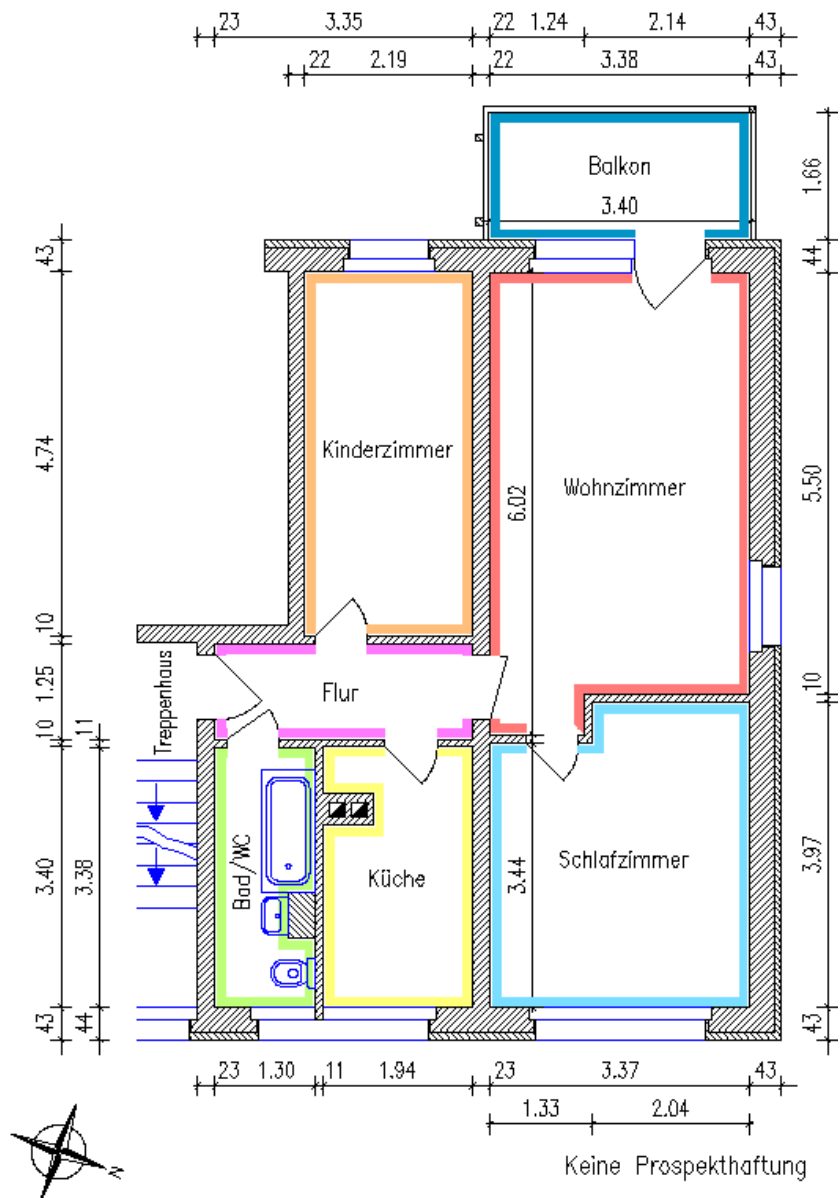 23 3.35 22 1.24 2.14 43
22 2.19 22 3.38 43
Balkon
3.40
1.66
43
44
4.74
Kinderzimmer
Wohnzimmer
6.02
5.50
10
1.25
Treppenhaus
Flur
10
10
11
3.40
3.38
Bad/WC
Küche
3.44
Schlafzimmer
3.97
43
44
43
23 1.30 11 1.94 23 3.37 43
1.33 2.04
N
Keine Prospekthaftung